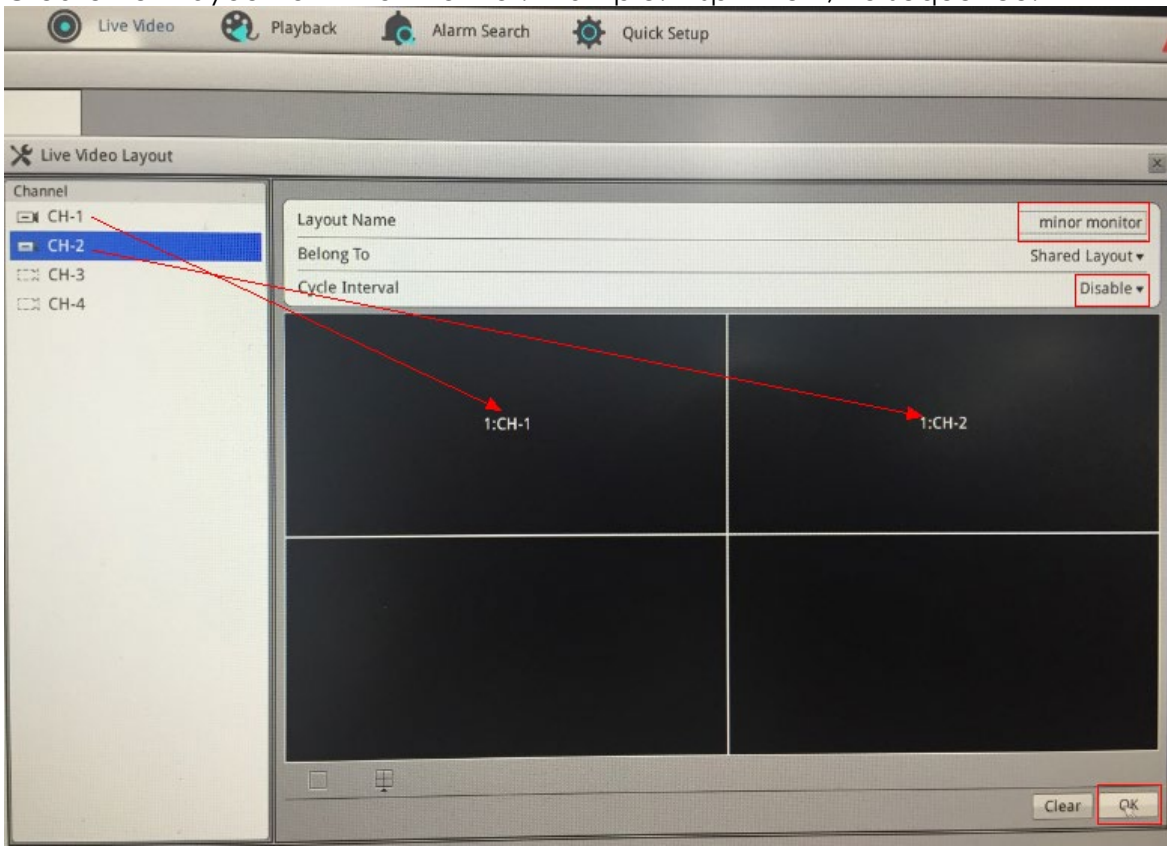 Live Video Playback Alarm Search Quick Setup
Live Video Layout
Channel
CH-1
CH-2
CH-3
CH-4
Layout Name minor monitor
Belong To Shared Layout
Cycle Interval Disable
1:CH-1 1:CH-2
Clear OK